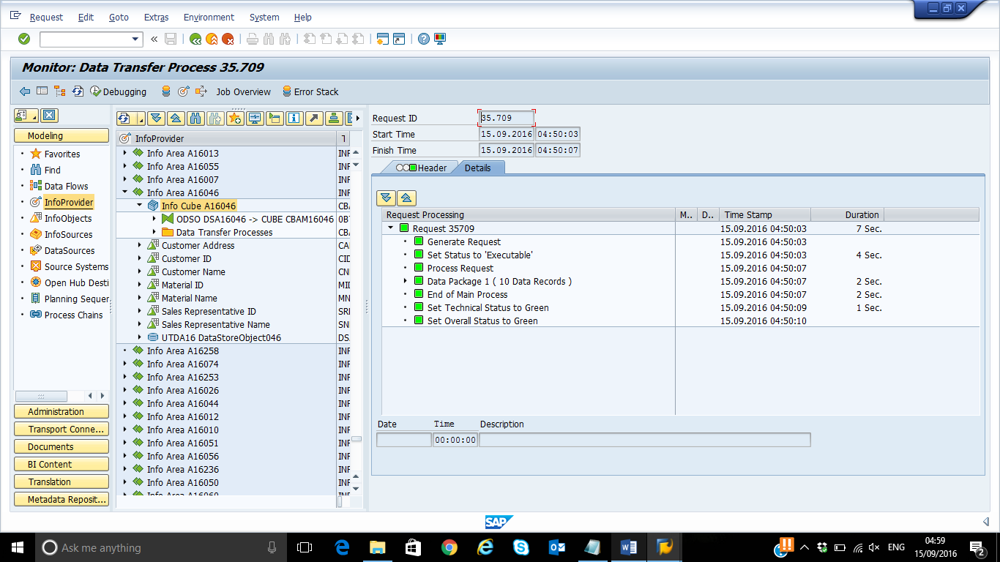 Request Edit Goto Extras Environment System Help
Monitor: Data Transfer Process 35.709
Debugging Job Overview Error Stack
Modeling
Favorites
Find
Data Flows
InfoProvider
InfoObjects
InfoSources
DataSources
Source Systems
Open Hub Desti
Planning Sequer
Process Chains
Administration
Transport Conne...
Documents
BI Content
Translation
Metadata Reposit...
InfoProvider
Info Area A16013 INF
Info Area A16055 INF
Info Area A16007 INF
Info Area A16046 INF
Info Cube A16046 CBA
ODSO DSA16046 -> CUBE CBAM16046 0B7
Data Transfer Processes CBA
Customer Address CAI
Customer ID CID
Customer Name CNI
Material ID MID
Material Name MN
Sales Representative ID SRI
Sales Representative Name SNI
UTDA16 DataStoreObject046 DSA
Info Area A16258 INF
Info Area A16074 INF
Info Area A16253 INF
Info Area A16026 INF
Info Area A16044 INF
Info Area A16012 INF
Info Area A16010 INF
Info Area A16051 INF
Info Area A16056 INF
Info Area A16236 INF
Info Area A16050 INF
Info Area A16060 INF
Request ID 35.709
Start Time 15.09.2016 04:50:03
Finish Time 15.09.2016 04:50:07
Header Details
Request Processing M.. D.. Time Stamp Duration
Request 35709 15.09.2016 04:50:03 7 Sec.
Generate Request 15.09.2016 04:50:03
Set Status to 'Executable' 15.09.2016 04:50:03 4 Sec.
Process Request 15.09.2016 04:50:07
Data Package 1 ( 10 Data Records ) 15.09.2016 04:50:07 2 Sec.
End of Main Process 15.09.2016 04:50:07 2 Sec.
Set Technical Status to Green 15.09.2016 04:50:09 1 Sec.
Set Overall Status to Green 15.09.2016 04:50:10
Date Time Description
00:00:00
SAP
Ask me anything
ENG
04:59
15/09/2016
2